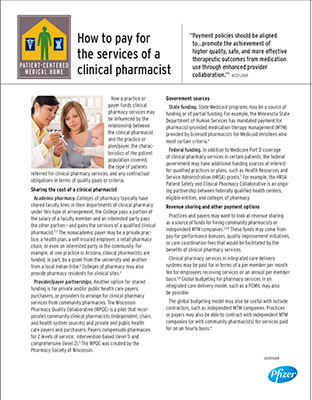 PATIENT-CENTERED
MEDICAL HOME
How to pay for
the services of a
clinical pharmacist
"Payment policies should be aligned
to...promote the achievement of
higher quality, safe, and more effective
therapeutic outcomes from medication
use through enhanced provider
collaboration."
ACCP 2009
How a practice or
payer funds clinical
pharmacy services may
be influenced by the
relationship between
the clinical pharmacist
and the practice or
plan/payer, the charac-
teristics of the patient
population covered,
the type of patients
referred for clinical pharmacy services, and any contractual
obligations in terms of quality goals or criteria.
Sharing the cost of a clinical pharmacist
Academic pharmacy. Colleges of pharmacy typically have
shared faculty lines in their departments of clinical pharmacy
under this type of arrangement, the College pays a portion of
the salary of a faculty member and an interested party pays
the other portion—and gains the services of a qualified clinical
pharmacist. The nonacademic payer may be a private prac-
tice, a health plan, a self-insured employer, a retail pharmacy
chain, or even an interested party in the community. For
example, at one practice in Arizona, clinical pharmacists are
funded, in part, by a grant from the university and another
from a local Indian tribe. Colleges of pharmacy may also
provide pharmacy residents for clinical sites.
Provider/payer partnerships. Another option for shared
funding is for private and/or public health care payers,
purchasers, or providers to arrange for clinical pharmacy
services from community pharmacies. The Wisconsin
Pharmacy Quality Collaborative (WPQC) is a pilot that incor-
porates community clinical pharmacists (independent, chain,
and health system sources) and private and public health
care payers and purchasers. Payers compensate pharmacies
for 2 levels of service: intervention-based (level 1) and
comprehensive (level 2). The WPQC was created by the
Pharmacy Society of Wisconsin.
Government sources
State funding. State Medicaid programs may be a source of
funding or of partial funding. For example, the Minnesota State
Department of Human Services has mandated payment for
pharmacist-provided medication therapy management (MTM)
provided by licensed pharmacists for Medicaid enrollees who
meet certain criteria.
Federal funding. In addition to Medicare Part D coverage
of clinical pharmacy services in certain patients, the federal
government may have additional funding sources of interest
for qualified practices or plans, such as Health Resources and
Service Administration (HRSA) grants. For example, the HRSA
Patient Safety and Clinical Pharmacy Collaborative is an ongo-
ing partnership between federally qualified health centers,
eligible entities, and colleges of pharmacy.
Revenue sharing and other payment options
Practices and payers may want to look at revenue sharing
as a source of funds for hiring community pharmacists or
independent MTM companies. These funds may come from
pay-for-performance bonuses, quality improvement initiatives,
or care coordination fees that would be facilitated by the
benefits of clinical pharmacy services.
Clinical pharmacy services in integrated care delivery
systems may be paid for in terms of a per member per month
fee for employees receiving services or on an annual per member
basis. Global budgeting for pharmacy services in an
integrated care delivery model, such as a PCMH, may also
be possible.
The global budgeting model may also be useful with outside
contractors, such as independent MTM companies. Practices
or payers may also be able to contract with independent MTM
companies (or with community pharmacists) for services paid
for on an hourly basis.
continued
Pfizer